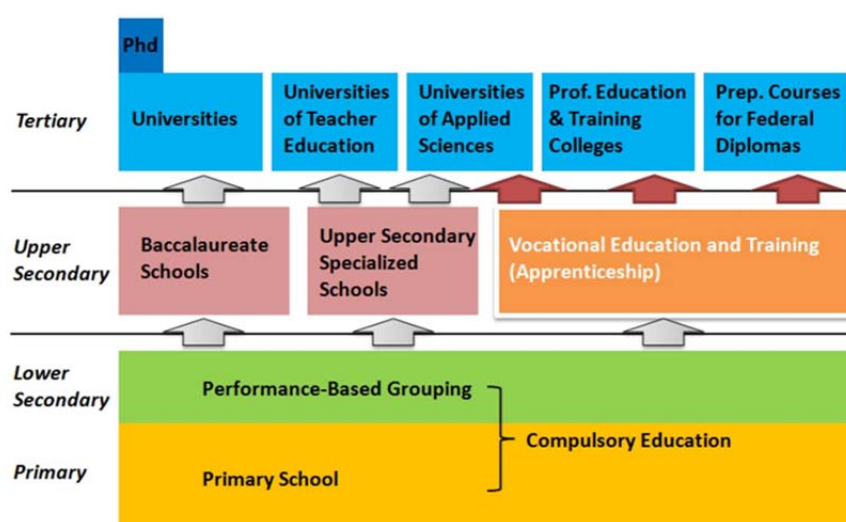 Phd
Tertiary
Universities
Universities
of Teacher
Education
Universities
of Applied
Sciences
Prof. Education
& Training
Colleges
Prep. Courses
for Federal
Diplomas
Upper
Secondary
Baccalaureate
Schools
Upper Secondary
Specialized
Schools
Vocational Education and Training
(Apprenticeship)
Lower
Secondary
Performance-Based Grouping
Compulsory Education
Primary
Primary School